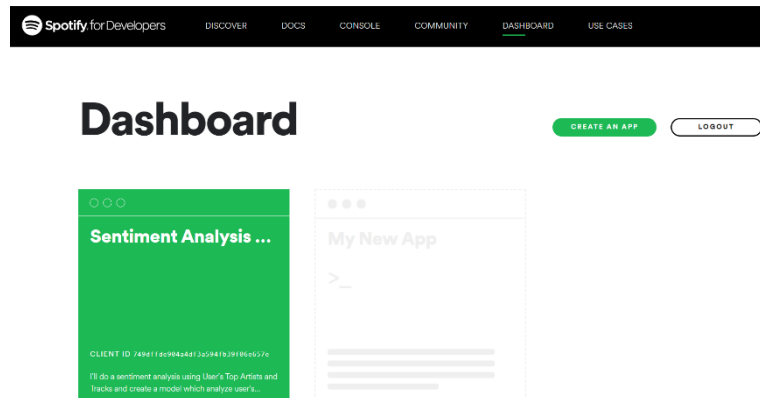 Spotify for Developers
DISCOVER
DOCS
CONSOLE
COMMUNITY
DASHBOARD
USE CASES
Dashboard
CREATE AN APP
LOGOUT
Sentiment Analysis ...
My New App
>_
CLIENT ID
I'll do a sentiment analysis using User's Top Artists and
Tracks and create a model which analyze user's...